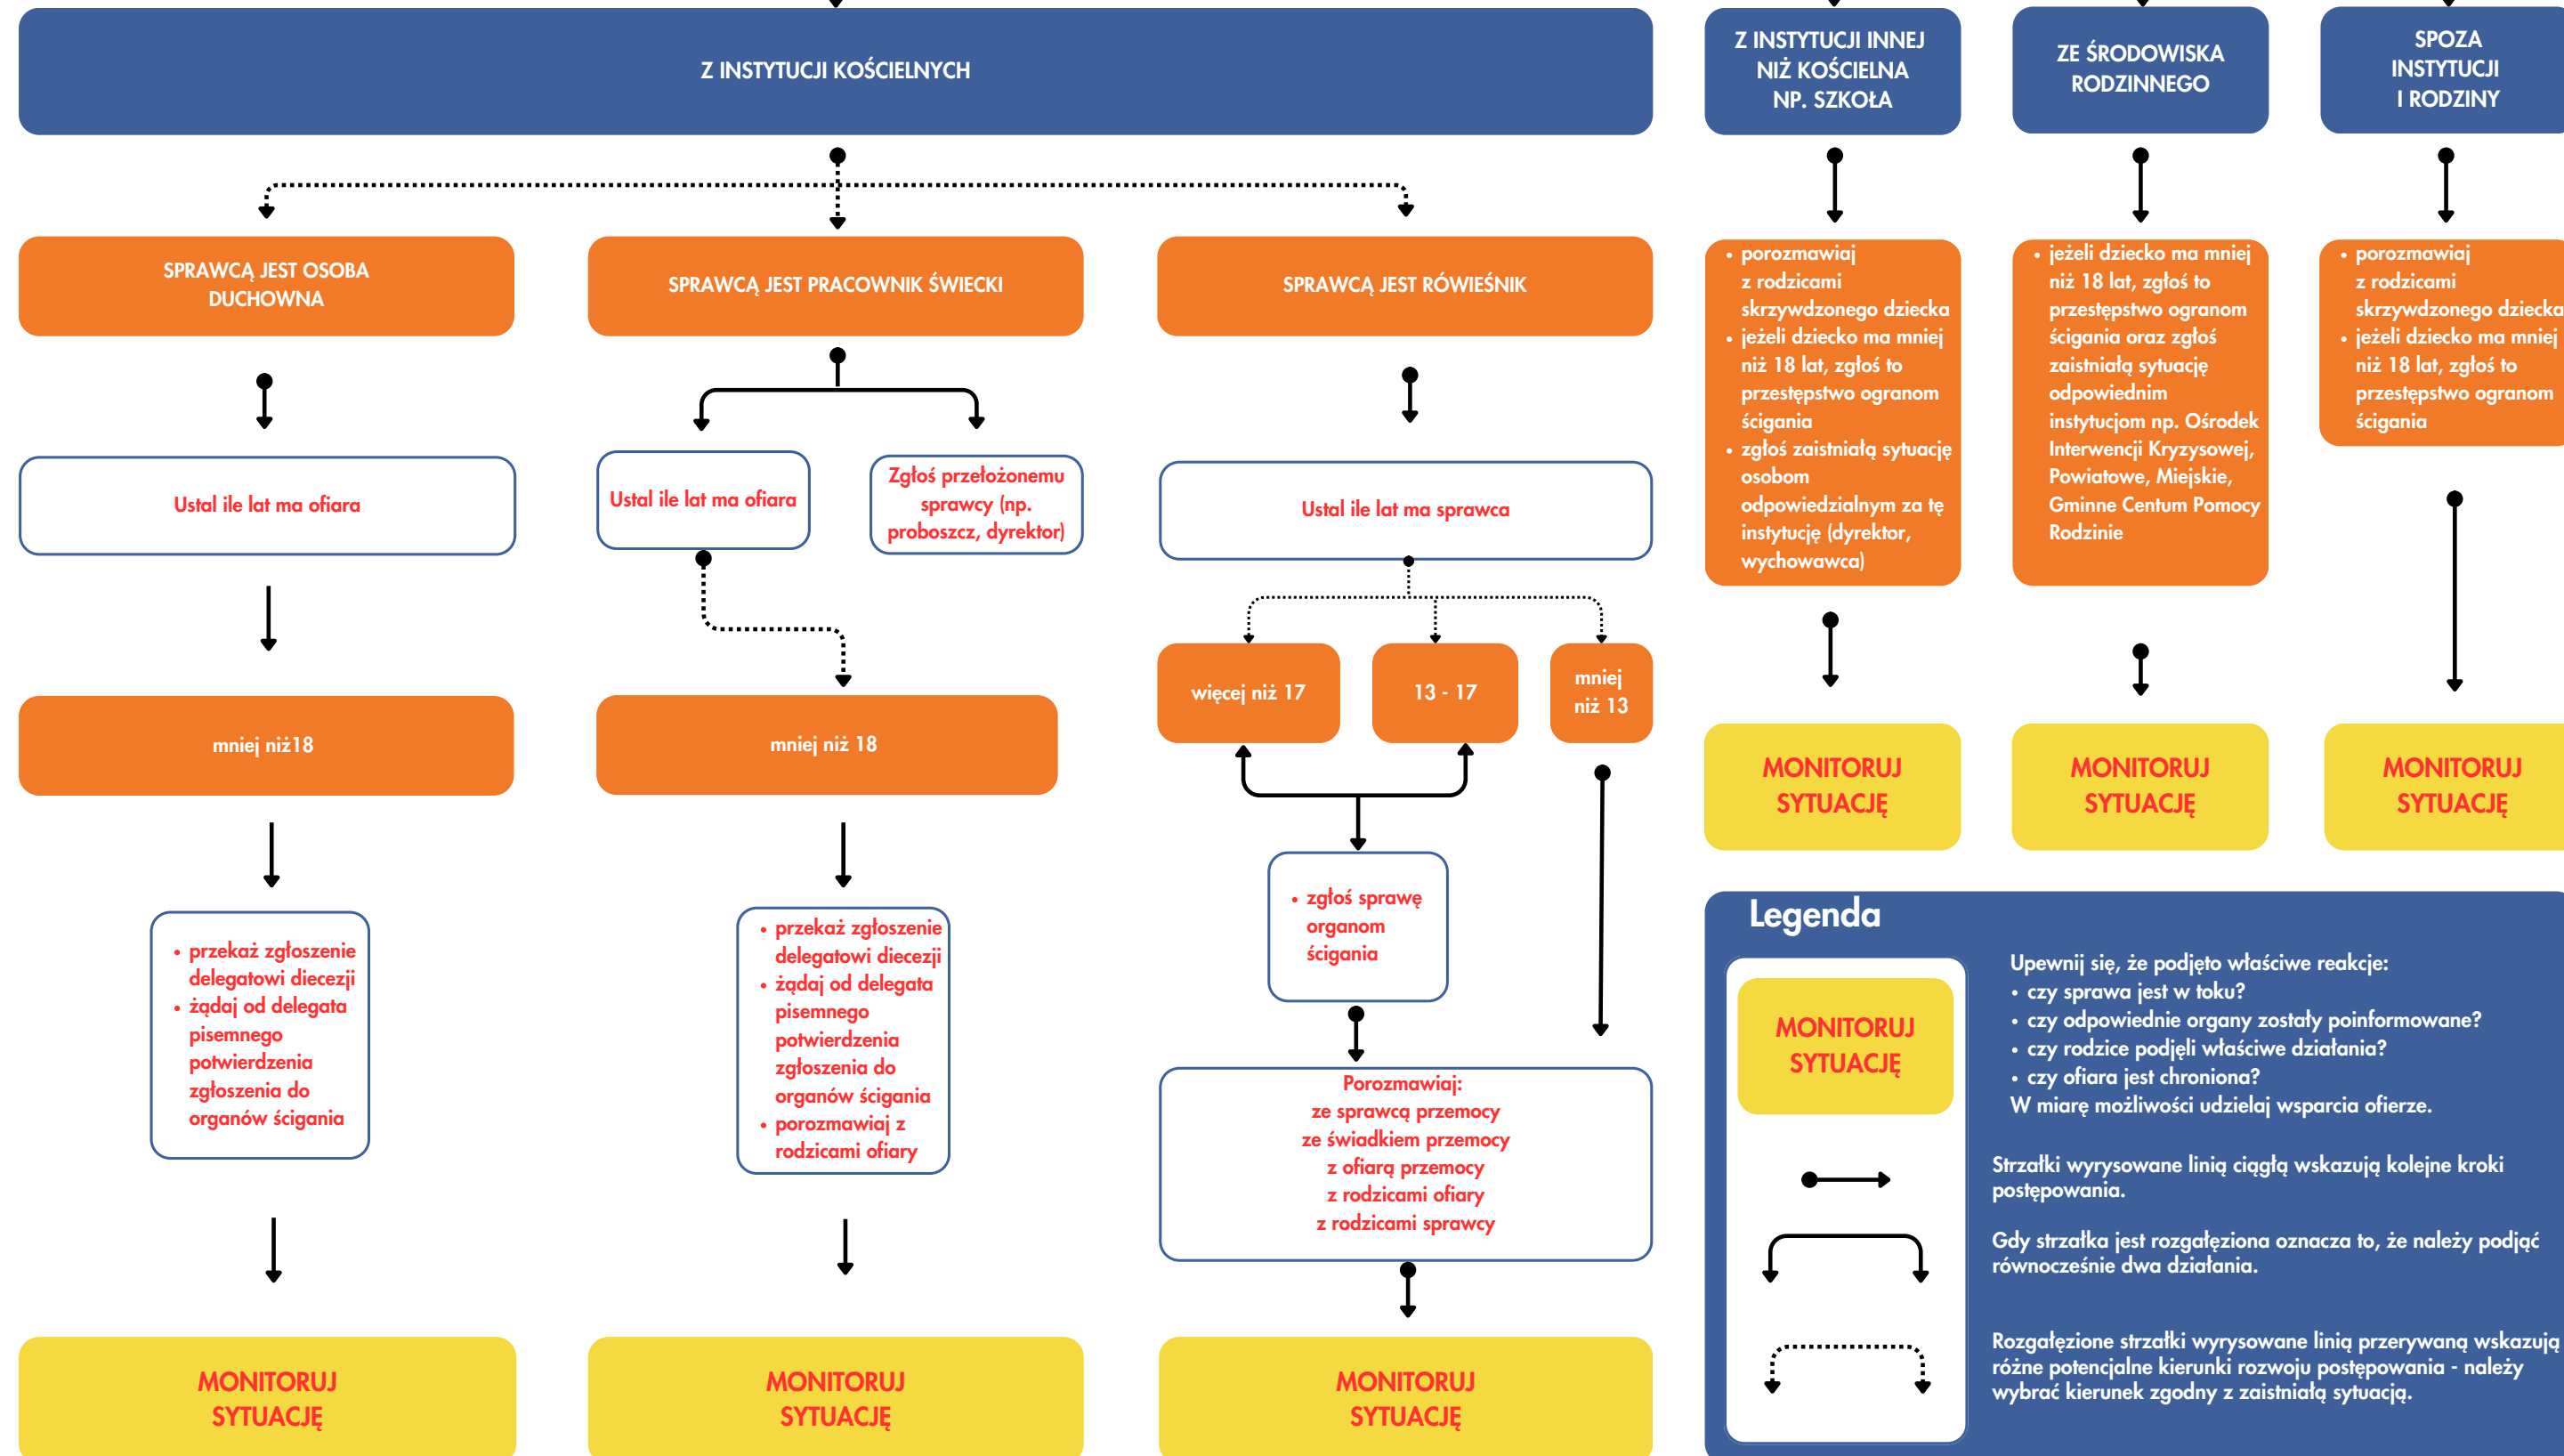 Z INSTYTUCJI KOŚCIELNYCH
Z INSTYTUCJI INNEJ
NIŻ KOŚCIELNA
NP. SZKOŁA
ZE ŚRODOWISKA
RODZINNEGO
SPOZA
INSTYTUCJI
I RODZINY
SPRAWCĄ JEST OSOBA
DUCHOWNA
SPRAWCĄ JEST PRACOWNIK ŚWIECKI
SPRAWCĄ JEST RÓWIEŚNIK
• porozmawiaj
z rodzicami
skrzywdzonego dziecka
• jeżeli dziecko ma mniej
niż 18 lat, zgłoś to
przestępstwo ogranom
ścigania
• zgłoś zaistniałą sytuację
osobom
odpowiedzialnym za tę
instytucję (dyrektor,
wychowawca)
• jeżeli dziecko ma mniej
niż 18 lat, zgłoś to
przestępstwo ogranom
ścigania oraz zgłoś
zaistniałą sytuację
odpowiednim
instytucjom np. Ośrodek
Interwencji Kryzysowej,
Powiatowe, Miejskie,
Gminne Centum Pomocy
Rodzinie
• porozmawiaj
z rodzicami
skrzywdzonego dziecka
• jeżeli dziecko ma mniej
niż 18 lat, zgłoś to
przestępstwo ogranom
ścigania
Ustal ile lat ma ofiara
Ustal ile lat ma ofiara
Zgłoś przełożonemu
sprawcy (np.
proboszcz, dyrektor)
Ustal ile lat ma sprawca
więcej niż 17
13 - 17
mniej
niż 13
mniej niż18
mniej niż 18
MONITORUJ
SYTUACJĘ
MONITORUJ
SYTUACJĘ
MONITORUJ
SYTUACJĘ
• przekaż zgłoszenie
delegatowi diecezji
• żądaj od delegata
pisemnego
potwierdzenia
zgłoszenia do
organów ścigania
• przekaż zgłoszenie
delegatowi diecezji
• żądaj od delegata
pisemnego
potwierdzenia
zgłoszenia do
organów ścigania
• porozmawiaj z
rodzicami ofiary
• zgłoś sprawę
organom
ścigania
Porozmawiaj:
ze sprawcą przemocy
ze świadkiem przemocy
z ofiarą przemocy
z rodzicami ofiary
z rodzicami sprawcy
MONITORUJ
SYTUACJĘ
MONITORUJ
SYTUACJĘ
MONITORUJ
SYTUACJĘ
Legenda
MONITORUJ
SYTUACJĘ
Upewnij się, że podjęto właściwe reakcje:
• czy sprawa jest w toku?
• czy odpowiednie organy zostały poinformowane?
• czy rodzice podjęli właściwe działania?
• czy ofiara jest chroniona?
W miarę możliwości udzielaj wsparcia ofierze.
Strzałki wyrysowane linią ciągłą wskazują kolejne kroki
postępowania.
Gdy strzałka jest rozgałęziona oznacza to, że należy podjąć
równocześnie dwa działania.
Rozgałęzione strzałki wyrysowane linią przerywaną wskazują
różne potencjalne kierunki rozwoju postępowania - należy
wybrać kierunek zgodny z zaistniałą sytuacją.